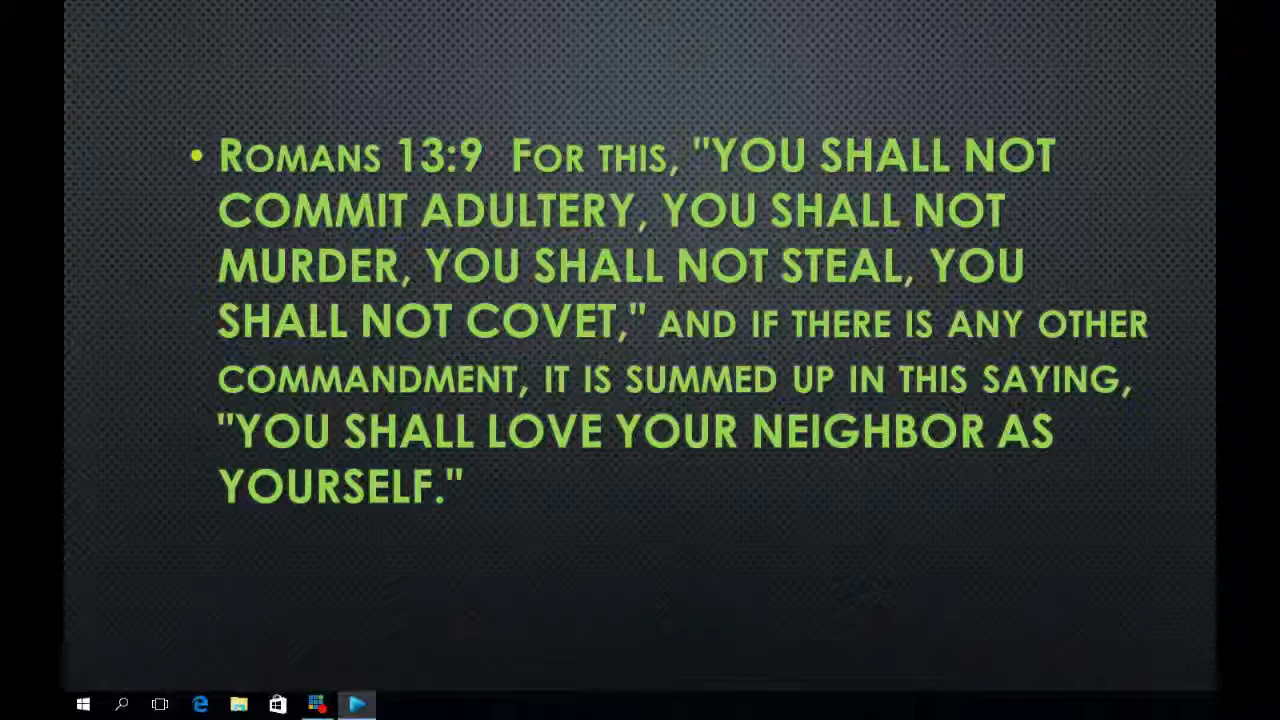 • Romans 13:9 For this, "YOU SHALL NOT
COMMIT ADULTERY, YOU SHALL NOT
MURDER, YOU SHALL NOT STEAL, YOU
SHALL NOT COVET," and if there is any other
commandment, it is summed up in this saying,
"YOU SHALL LOVE YOUR NEIGHBOR AS
YOURSELF."